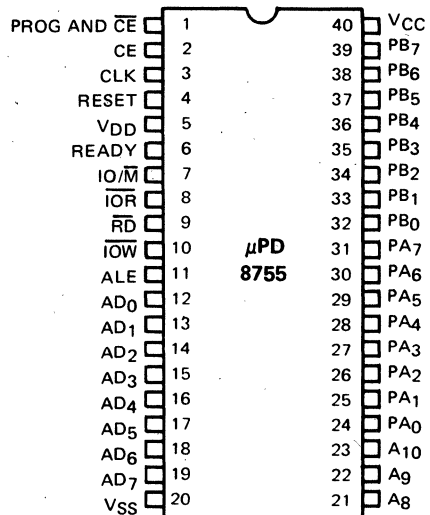 PROG AND C̅E̅ 1 40 VCC
CE 2 39 PB7
CLK 3 38 PB6
RESET 4 37 PB5
VDD 5 36 PB4
READY 6 35 PB3
IO/M̅ 7 34 PB2
I̅O̅R̅ 8 33 PB1
R̅D̅ 9 32 PB0
I̅O̅W̅ 10 μPD 31 PA7
ALE 11 8755 30 PA6
AD0 12 29 PA5
AD1 13 28 PA4
AD2 14 27 PA3
AD3 15 26 PA2
AD4 16 25 PA1
AD5 17 24 PA0
AD6 18 23 A10
AD7 19 22 A9
VSS 20 21 A8